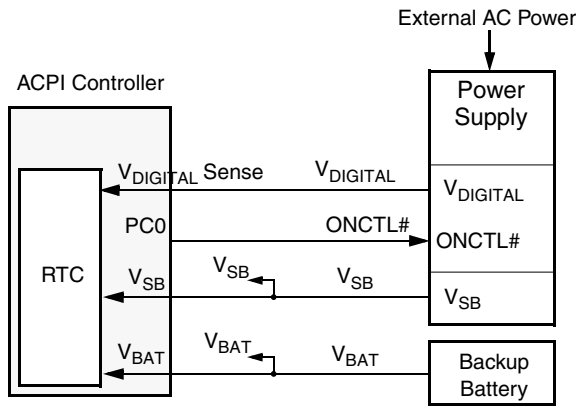 External AC Power
ACPI Controller
Power
Supply
VDIGITAL Sense
VDIGITAL
VDIGITAL
PC0
ONCTL#
ONCTL#
RTC
VSB
VSB
VSB
VSB
VBAT
VBAT
VBAT
Backup
Battery